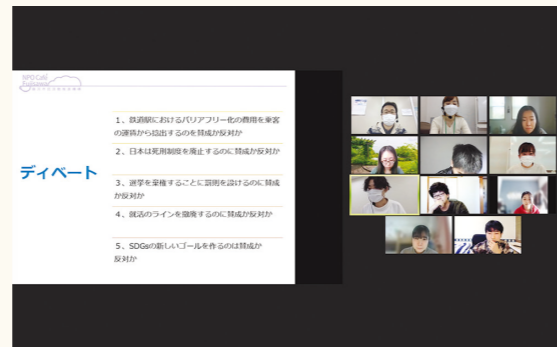 NPO Café
ディベート
1、鉄道駅におけるバリアフリー化の費用を乗客
の運賃から捻出するのを賛成か反対か
2、日本は死刑制度を廃止するのに賛成か反対か
3、選挙を棄権することに罰則を設けるのに賛成
か反対か
4、就活のラインを撤廃するのに賛成か反対か
5、SDGsの新しいゴールを作るのは賛成か
反対か